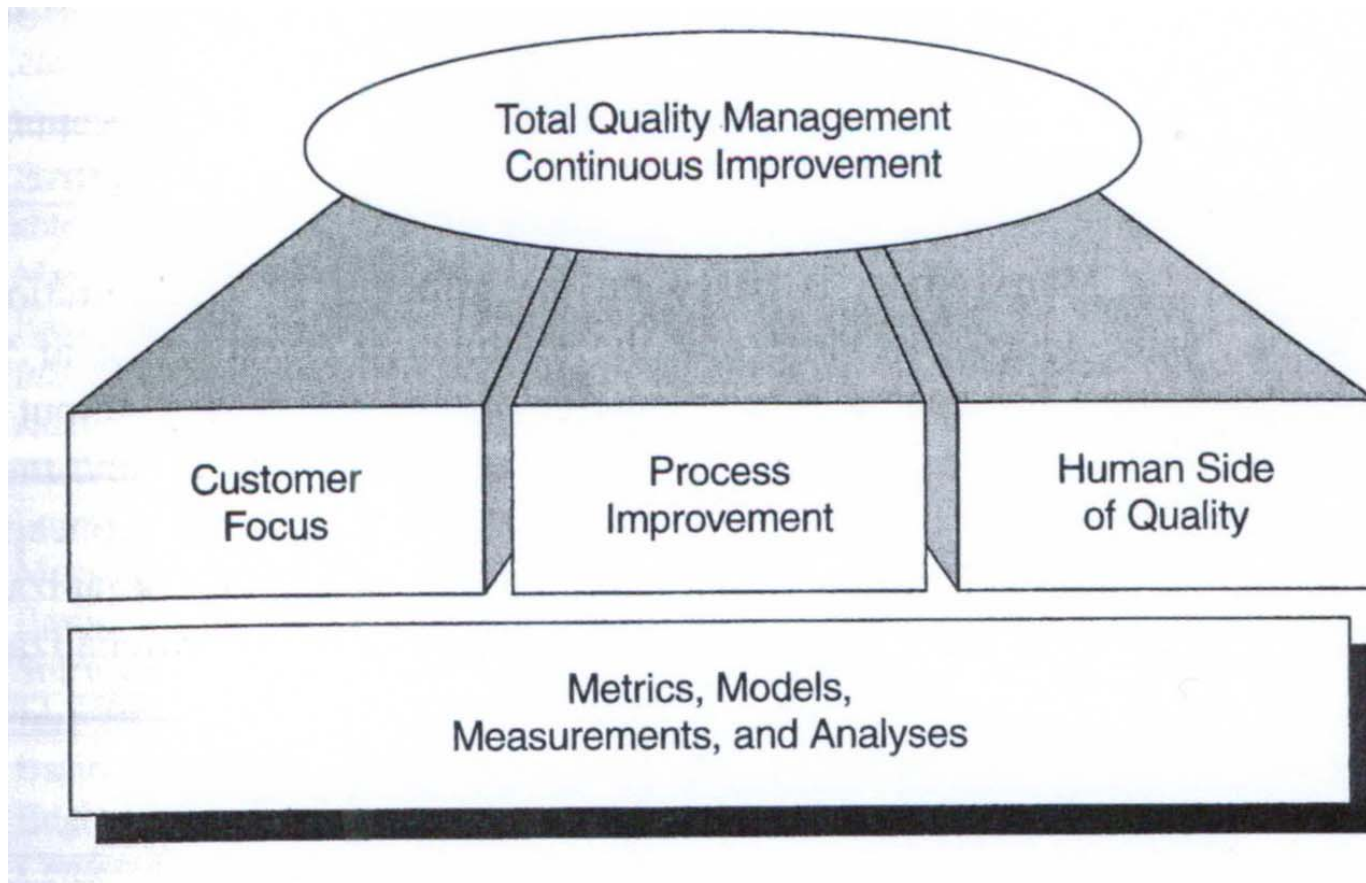 Total Quality Management
Continuous Improvement
Customer
Focus
Process
Improvement
Human Side
of Quality
Metrics, Models,
Measurements, and Analyses